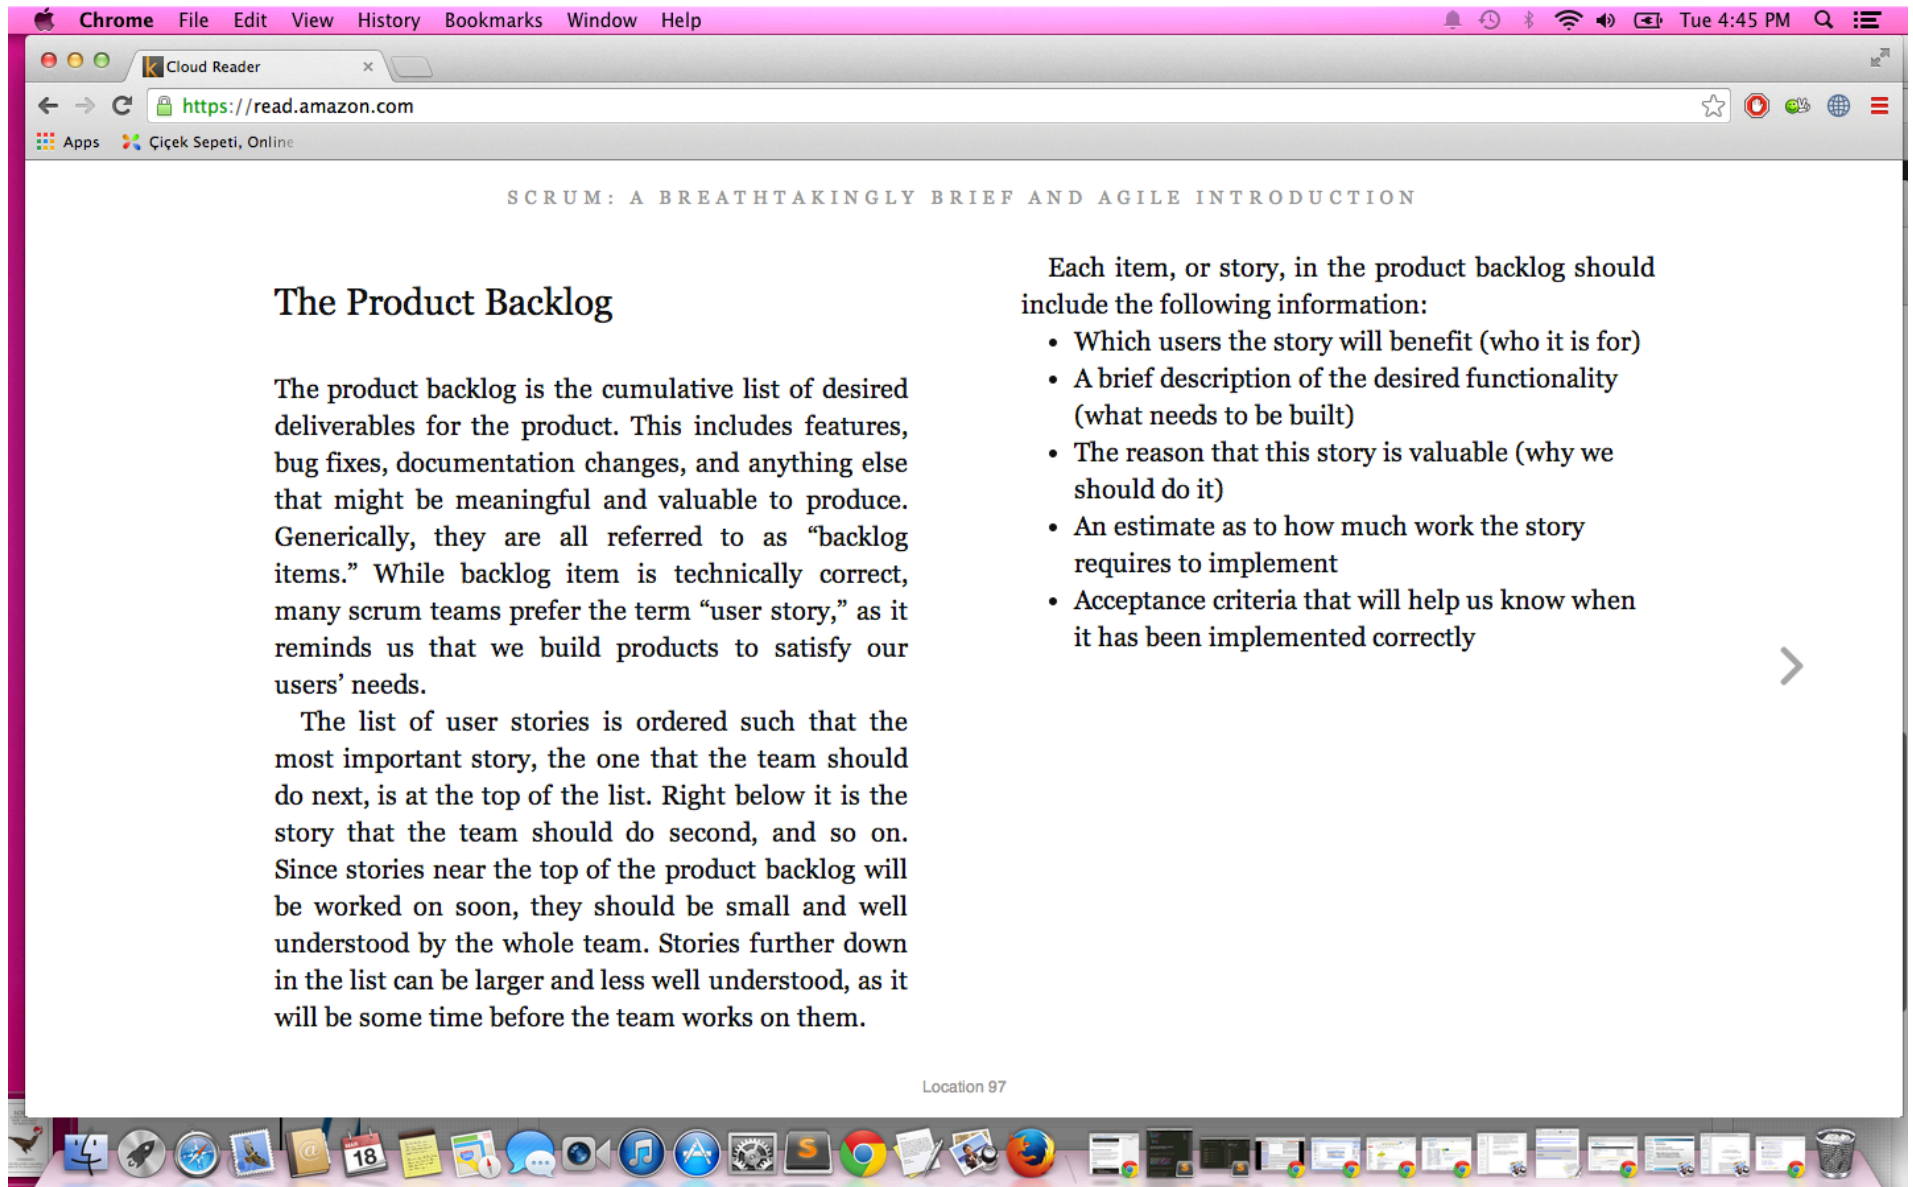 Chrome File Edit View History Bookmarks Window Help Tue 4:45 PM
Cloud Reader
https://read.amazon.com
Apps Çiçek Sepeti, Online
SCRUM: A BREATHTAKINGLY BRIEF AND AGILE INTRODUCTION
The Product Backlog
The product backlog is the cumulative list of desired
deliverables for the product. This includes features,
bug fixes, documentation changes, and anything else
that might be meaningful and valuable to produce.
Generically, they are all referred to as “backlog
items.” While backlog item is technically correct,
many scrum teams prefer the term “user story,” as it
reminds us that we build products to satisfy our
users’ needs.
The list of user stories is ordered such that the
most important story, the one that the team should
do next, is at the top of the list. Right below it is the
story that the team should do second, and so on.
Since stories near the top of the product backlog will
be worked on soon, they should be small and well
understood by the whole team. Stories further down
in the list can be larger and less well understood, as it
will be some time before the team works on them.
Each item, or story, in the product backlog should
include the following information:
• Which users the story will benefit (who it is for)
• A brief description of the desired functionality
(what needs to be built)
• The reason that this story is valuable (why we
should do it)
• An estimate as to how much work the story
requires to implement
• Acceptance criteria that will help us know when
it has been implemented correctly
Location 97
MAR
18